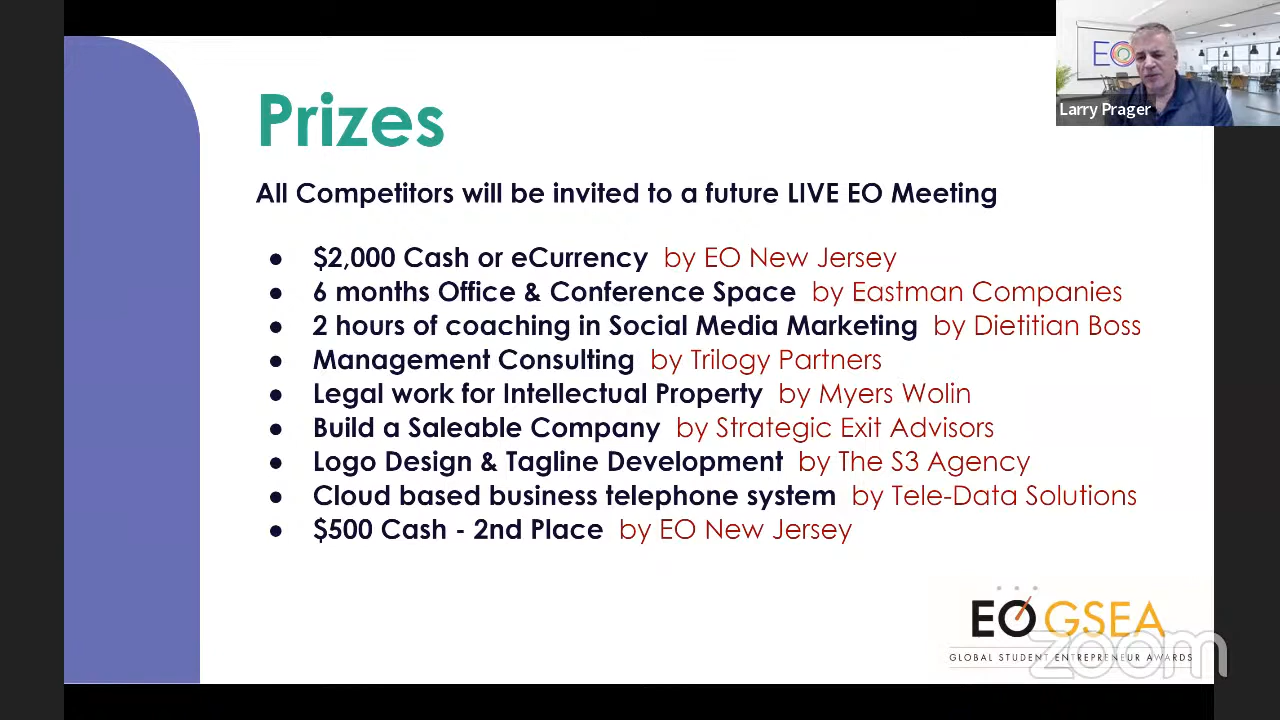 EO
Larry Prager
Prizes
All Competitors will be invited to a future LIVE EO Meeting
● $2,000 Cash or eCurrency by EO New Jersey
● 6 months Office & Conference Space by Eastman Companies
● 2 hours of coaching in Social Media Marketing by Dietitian Boss
● Management Consulting by Trilogy Partners
● Legal work for Intellectual Property by Myers Wolin
● Build a Saleable Company by Strategic Exit Advisors
● Logo Design & Tagline Development by The S3 Agency
● Cloud based business telephone system by Tele-Data Solutions
● $500 Cash - 2nd Place by EO New Jersey
EO GSEA
GLOBAL STUDENT ENTREPRENEUR AWARDS
zoom